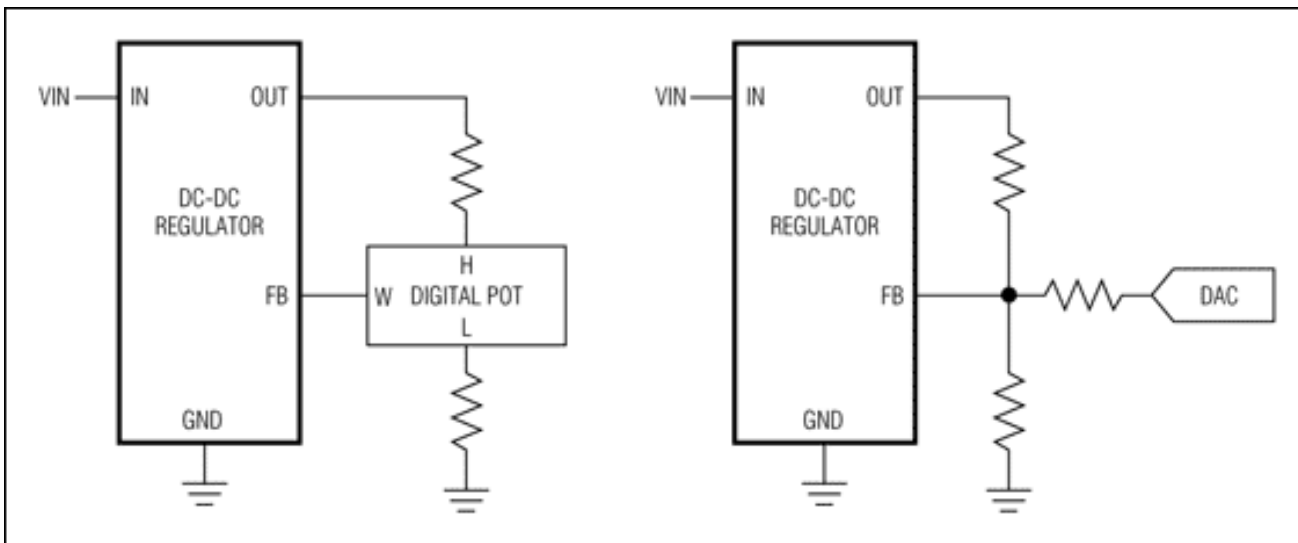 VIN
IN
OUT
DC-DC
REGULATOR
FB
GND
H
W DIGITAL POT
L
VIN
IN
OUT
DC-DC
REGULATOR
FB
GND
DAC